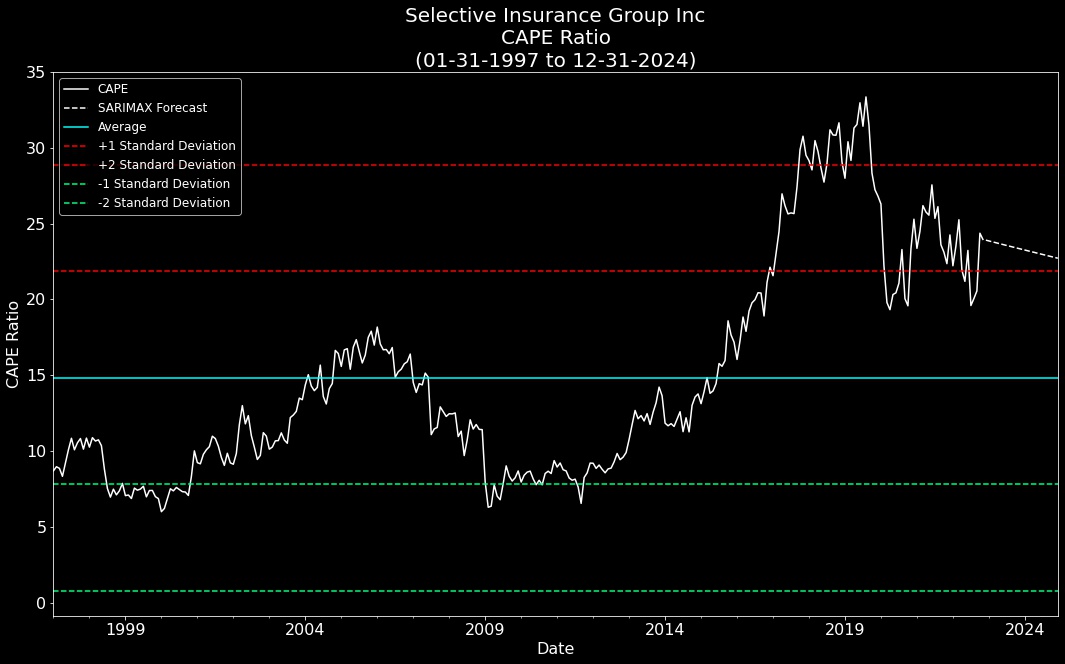 Selective Insurance Group Inc
CAPE Ratio
(01-31-1997 to 12-31-2024)
CAPE
SARIMAX Forecast
Average
+1 Standard Deviation
+2 Standard Deviation
-1 Standard Deviation
-2 Standard Deviation
CAPE Ratio
35
30
25
20
15
10
5
0
1999
2004
2009
2014
2019
2024
Date